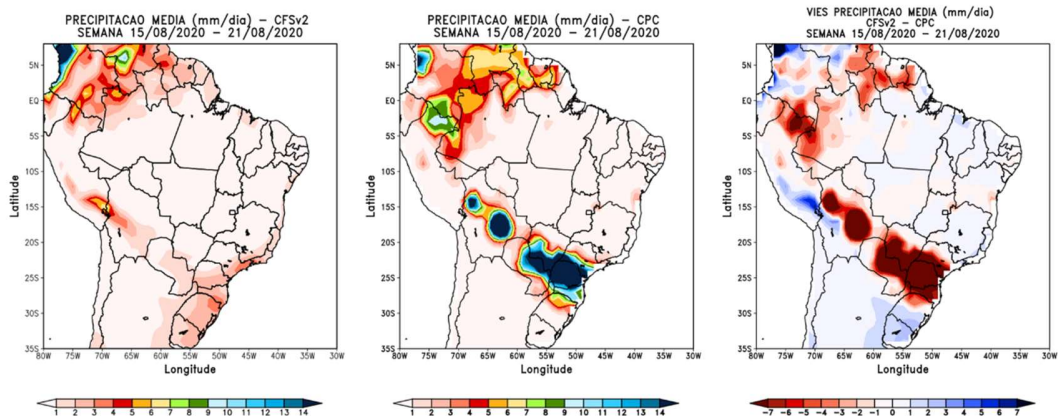 PRECIPITACAO MEDIA (mm/dia) – CFSv2
SEMANA 15/08/2020 – 21/08/2020
5N
EQ
5S
10S
15S
20S
25S
30S
35S
Latitude
80W 75W 70W 65W 60W 55W 50W 45W 40W 35W 30W
Longitude
1 2 3 4 5 6 7 8 9 10 11 12 13 14
PRECIPITACAO MEDIA (mm/dia) – CPC
SEMANA 15/08/2020 – 21/08/2020
5N
EQ
5S
10S
15S
20S
25S
30S
35S
Latitude
80W 75W 70W 65W 60W 55W 50W 45W 40W 35W 30W
Longitude
1 2 3 4 5 6 7 8 9 10 11 12 13 14
VIES PRECIPITACAO MEDIA (mm/dia)
CFSv2 – CPC
SEMANA 15/08/2020 – 21/08/2020
5N
EQ
5S
10S
15S
20S
25S
30S
35S
Latitude
80W 75W 70W 65W 60W 55W 50W 45W 40W 35W 30W
Longitude
–7 –6 –5 –4 –3 –2 –1 0 1 2 3 4 5 6 7